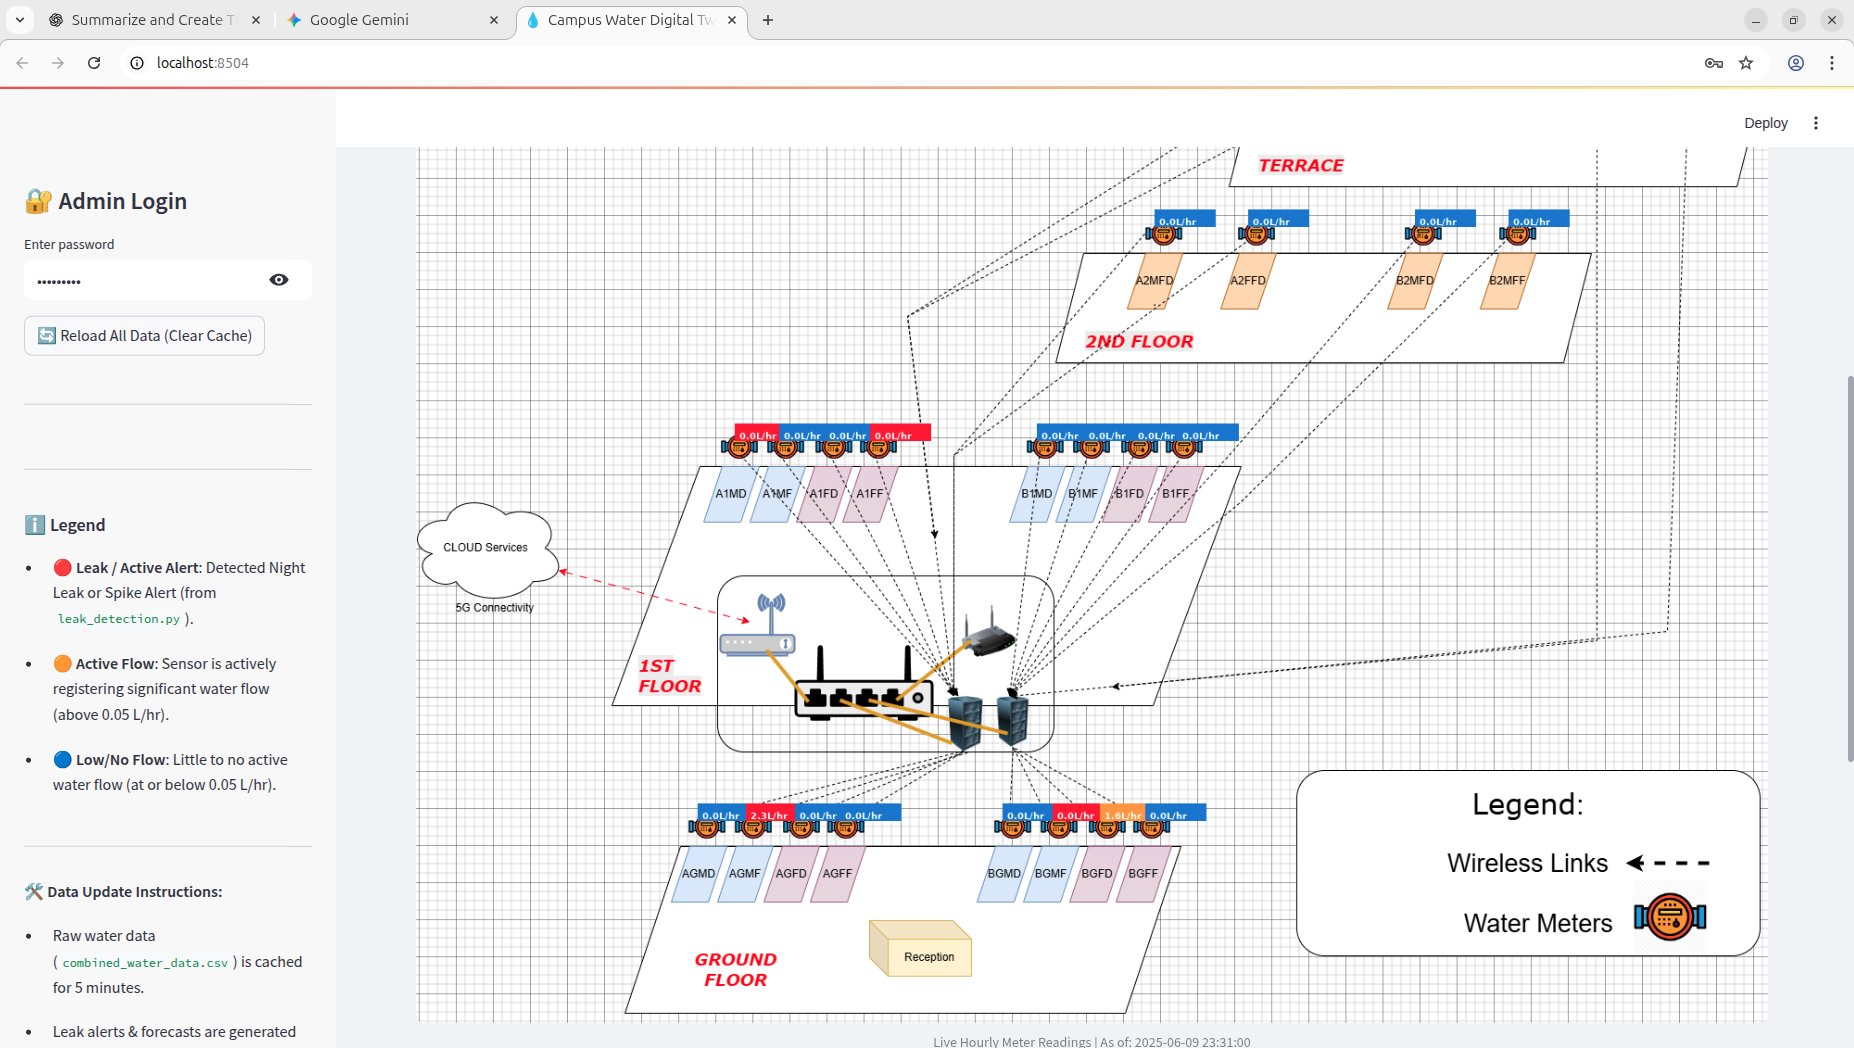 Summarize and Create T
Google Gemini
Campus Water Digital Tw
localhost:8504
Deploy
Admin Login
Enter password
•••••••••
Reload All Data (Clear Cache)
Legend
Leak / Active Alert: Detected Night
Leak or Spike Alert (from
leak_detection.py ).
Active Flow: Sensor is actively
registering significant water flow
(above 0.05 L/hr).
Low/No Flow: Little to no active
water flow (at or below 0.05 L/hr).
Data Update Instructions:
Raw water data
( combined_water_data.csv ) is cached
for 5 minutes.
Leak alerts & forecasts are generated
TERRACE
0.0L/hr 0.0L/hr 0.0L/hr 0.0L/hr
A2MFD A2FFD B2MFD B2MFF
2ND FLOOR
0.0L/hr 0.0L/hr 0.0L/hr 0.0L/hr 0.0L/hr 0.0L/hr 0.0L/hr 0.0L/hr
A1MD A1MF A1FD A1FF B1MD B1MF B1FD B1FF
CLOUD Services
5G Connectivity
1ST
FLOOR
0.0L/hr 2.3L/hr 0.0L/hr 0.0L/hr 0.0L/hr 0.0L/hr 1.6L/hr 0.0L/hr
AGMD AGMF AGFD AGFF BGMD BGMF BGFD BGFF
Reception
GROUND
FLOOR
Legend:
Wireless Links
Water Meters
Live Hourly Meter Readings | As of: 2025-06-09 23:31:00